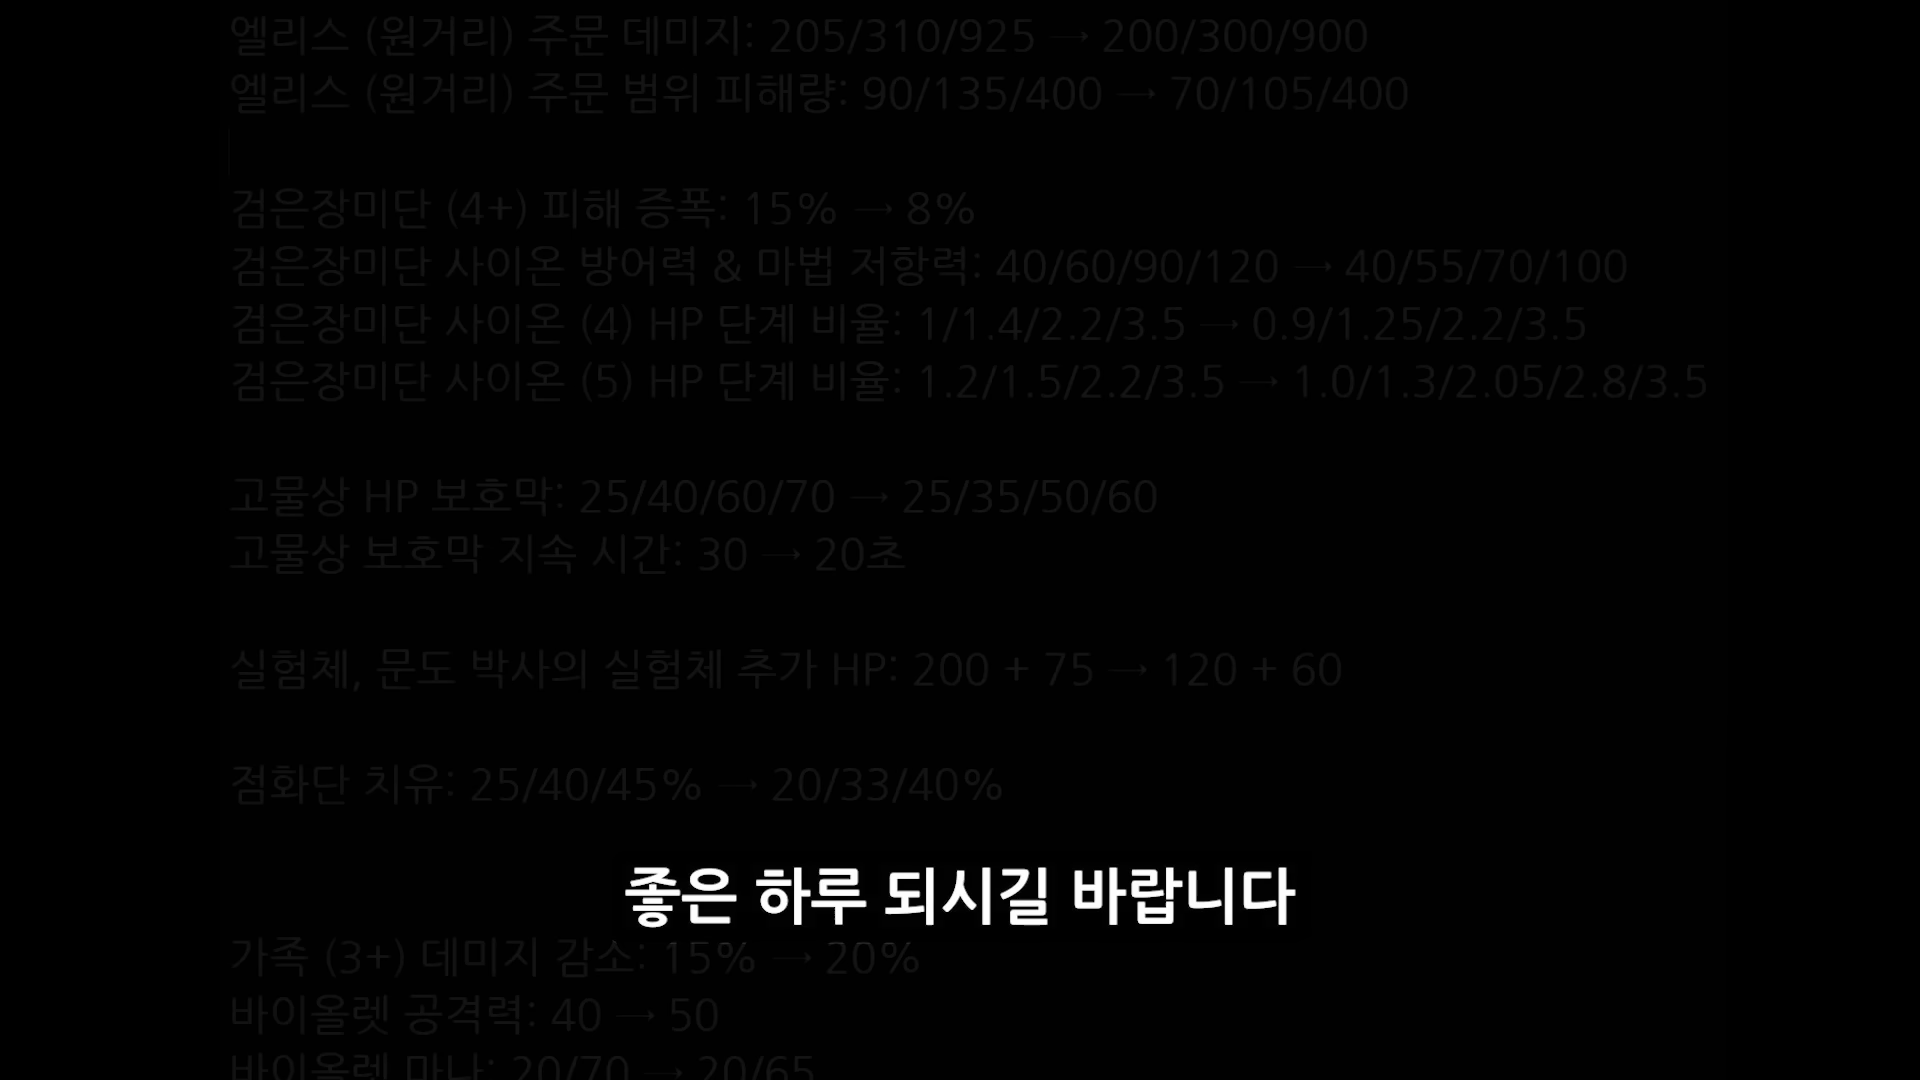 엘리스 (원거리) 주문 데미지: 205/310/925 → 200/300/900
엘리스 (원거리) 주문 범위 피해량: 90/135/400 → 70/105/400
검은장미단 (4+) 피해 증폭: 15% → 8%
검은장미단 사이온 방어력 & 마법 저항력: 40/60/90/120 → 40/55/70/100
검은장미단 사이온 (4) HP 단계 비율: 1/1.4/2.2/3.5 → 0.9/1.25/2.2/3.5
검은장미단 사이온 (5) HP 단계 비율: 1.2/1.5/2.2/3.5 → 1.0/1.3/2.05/2.8/3.5
고물상 HP 보호막: 25/40/60/70 → 25/35/50/60
고물상 보호막 지속 시간: 30 → 20초
실험체, 문도 박사의 실험체 추가 HP: 200 + 75 → 120 + 60
점화단 치유: 25/40/45% → 20/33/40%
좋은 하루 되시길 바랍니다
가족 (3+) 데미지 감소: 15% → 20%
바이올렛 공격력: 40 → 50
바이올렛 마나: 20/70 → 20/65